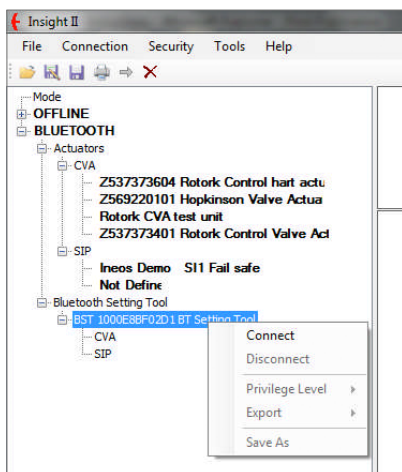 Insight II
File Connection Security Tools Help
Mode
OFFLINE
BLUETOOTH
Actuators
CVA
Z537373604 Rotork Control hart actu
Z569220101 Hopkinson Valve Actua
Rotork CVA test unit
Z537373401 Rotork Control Valve Act
SIP
Ineos Demo SI1 Fail safe
Not Define
Bluetooth Setting Tool
BST 1000E8BF02D1 BT Setting Tool
CVA
SIP
Connect
Disconnect
Privilege Level
Export
Save As